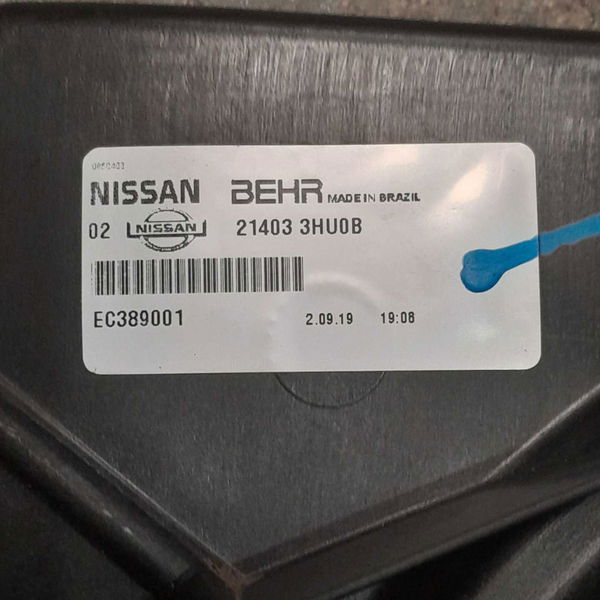 NISSAN BEHR MADE IN BRAZIL
02 NISSAN 21403 3HU0B
EC389001 2.09.19 19:08